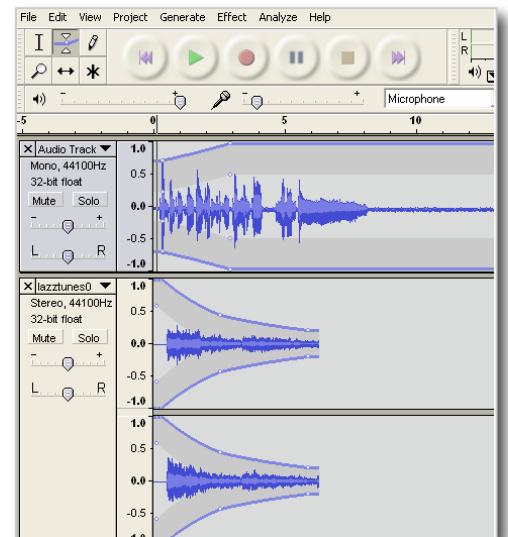 File Edit View Project Generate Effect Analyze Help
L
R
- +
- +
Microphone
-5 0 5 10
X Audio Track
Mono, 44100Hz
32-bit float
Mute Solo
- +
L R
1.0
0.5
0.0
-0.5
-1.0
X lazztunes0
Stereo, 44100Hz
32-bit float
Mute Solo
- +
L R
1.0
0.5
0.0
-0.5
-1.0
1.0
0.5
0.0
-0.5
-1.0